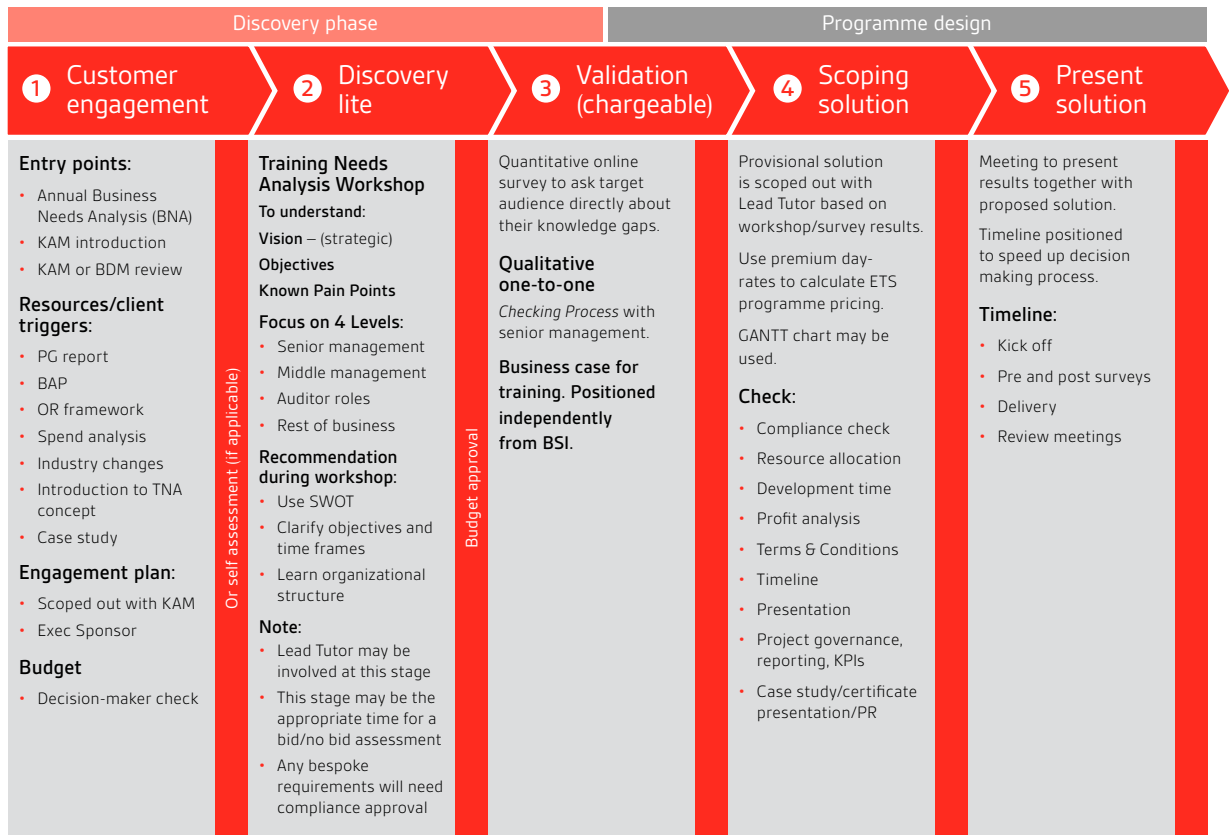 Discovery phase
Programme design
1 Customer
engagement
2 Discovery
lite
3 Validation
(chargeable)
4 Scoping
solution
5 Present
solution
Entry points:
• Annual Business
Needs Analysis (BNA)
• KAM introduction
• KAM or BDM review
Resources/client
triggers:
• PG report
• BAP
• OR framework
• Spend analysis
• Industry changes
• Introduction to TNA
concept
• Case study
Engagement plan:
• Scoped out with KAM
• Exec Sponsor
Budget
• Decision-maker check
Or self assessment (if applicable)
Training Needs
Analysis Workshop
To understand:
Vision – (strategic)
Objectives
Known Pain Points
Focus on 4 Levels:
• Senior management
• Middle management
• Auditor roles
• Rest of business
Recommendation
during workshop:
• Use SWOT
• Clarify objectives and
time frames
• Learn organizational
structure
Note:
• Lead Tutor may be
involved at this stage
• This stage may be the
appropriate time for a
bid/no bid assessment
• Any bespoke
requirements will need
compliance approval
Budget approval
Quantitative online
survey to ask target
audience directly about
their knowledge gaps.
Qualitative
one-to-one
Checking Process with
senior management.
Business case for
training. Positioned
independently
from BSI.
Provisional solution
is scoped out with
Lead Tutor based on
workshop/survey results.
Use premium day-
rates to calculate ETS
programme pricing.
GANTT chart may be
used.
Check:
• Compliance check
• Resource allocation
• Development time
• Profit analysis
• Terms & Conditions
• Timeline
• Presentation
• Project governance,
reporting, KPIs
• Case study/certificate
presentation/PR
Meeting to present
results together with
proposed solution.
Timeline positioned
to speed up decision
making process.
Timeline:
• Kick off
• Pre and post surveys
• Delivery
• Review meetings